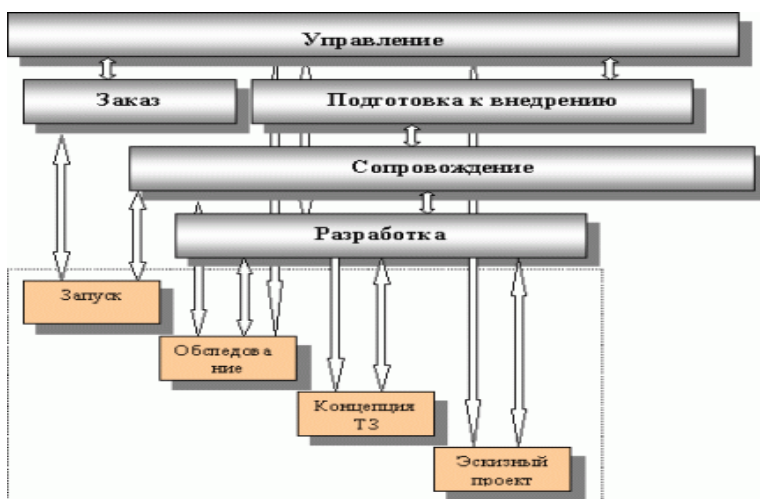 Управление
Заказ
Подготовка к внедрению
Сопровождение
Разработка
Запуск
Обследова
ние
Концепция
ТЗ
Эскизный
проект